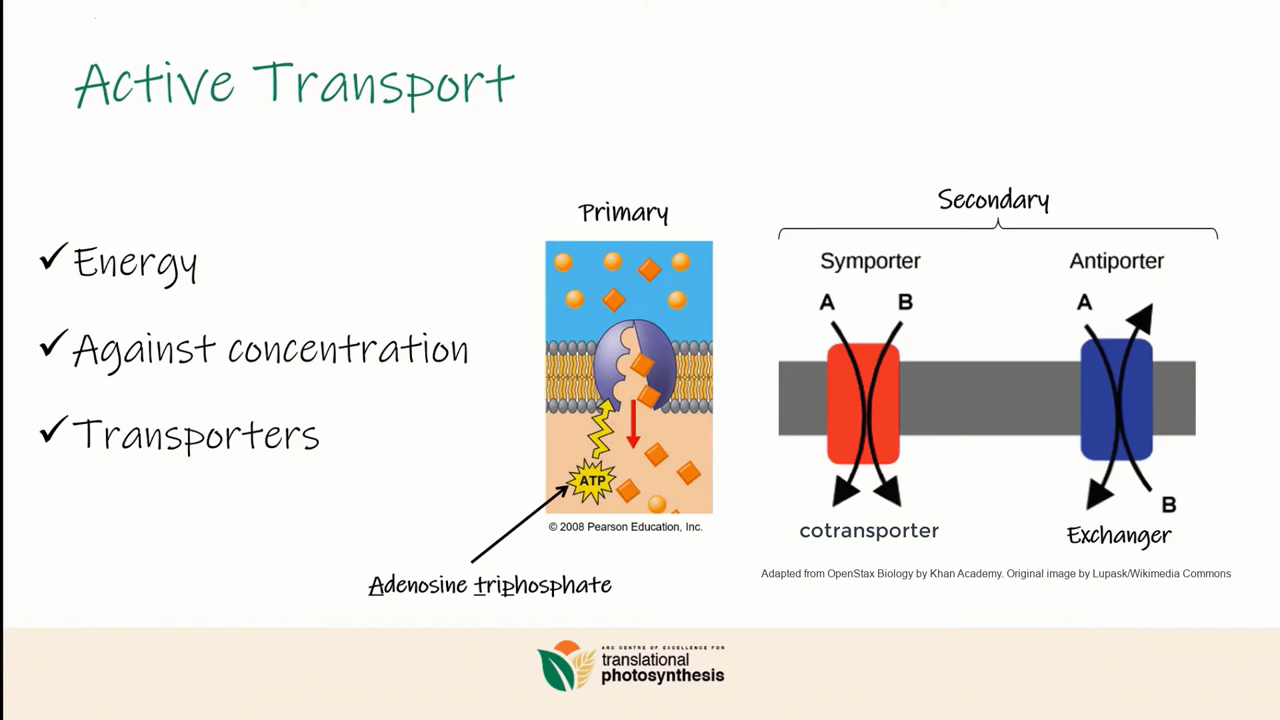 Active Transport
✓Energy
✓Against concentration
✓Transporters
Primary
ATP
© 2008 Pearson Education, Inc.
Adenosine triphosphate
Secondary
Symporter
Antiporter
A B
A
B
cotransporter
Exchanger
Adapted from OpenStax Biology by Khan Academy. Original image by Lupask/Wikimedia Commons
ARC CENTRE OF EXCELLENCE FOR
translational
photosynthesis